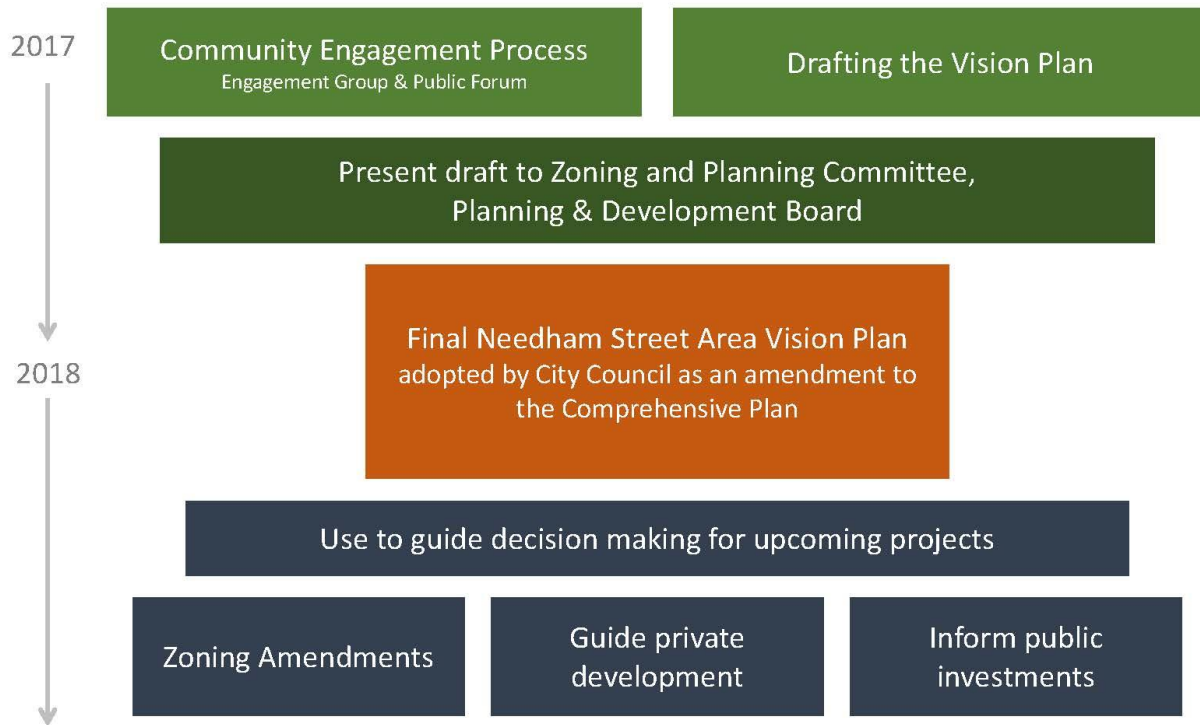 2017
Community Engagement Process
Engagement Group & Public Forum
Drafting the Vision Plan
Present draft to Zoning and Planning Committee,
Planning & Development Board
Final Needham Street Area Vision Plan
adopted by City Council as an amendment to
the Comprehensive Plan
2018
Use to guide decision making for upcoming projects
Zoning Amendments
Guide private
development
Inform public
investments